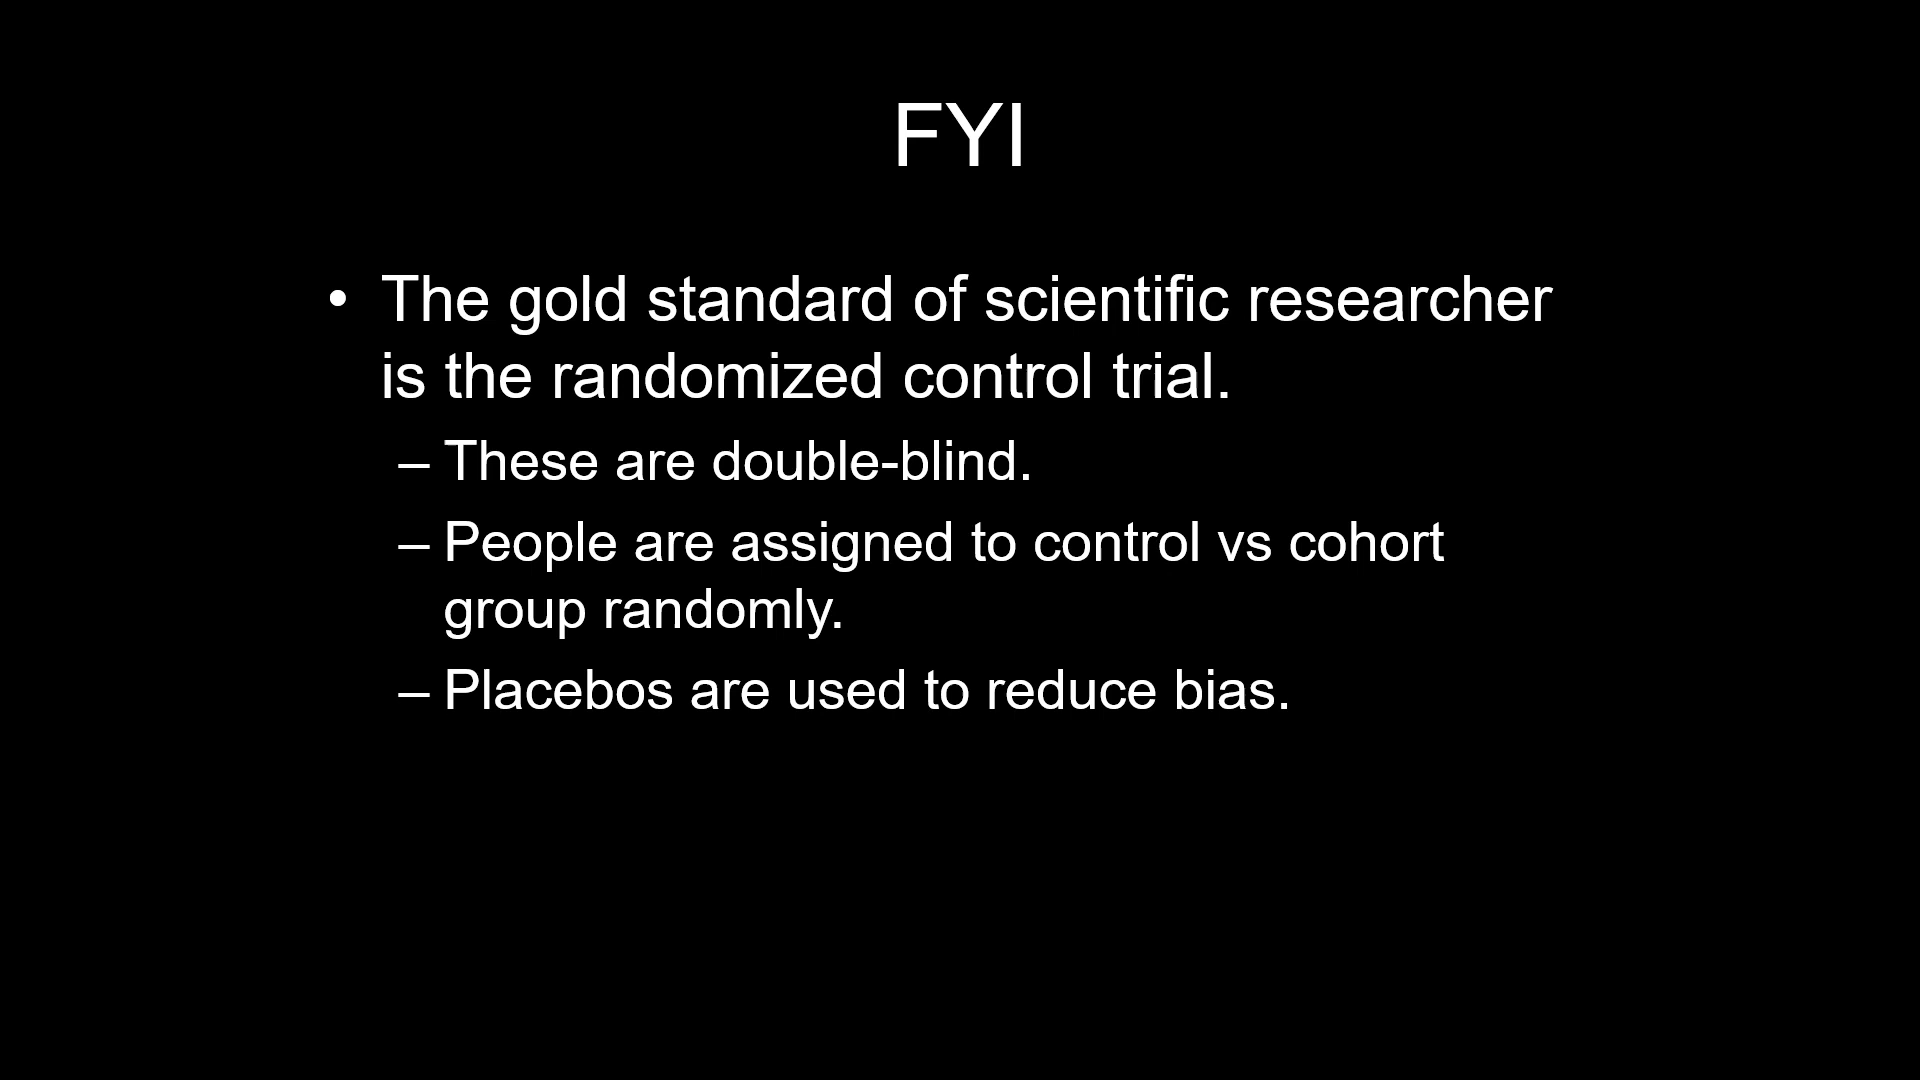 FYI
• The gold standard of scientific researcher
is the randomized control trial.
– These are double-blind.
– People are assigned to control vs cohort
group randomly.
– Placebos are used to reduce bias.